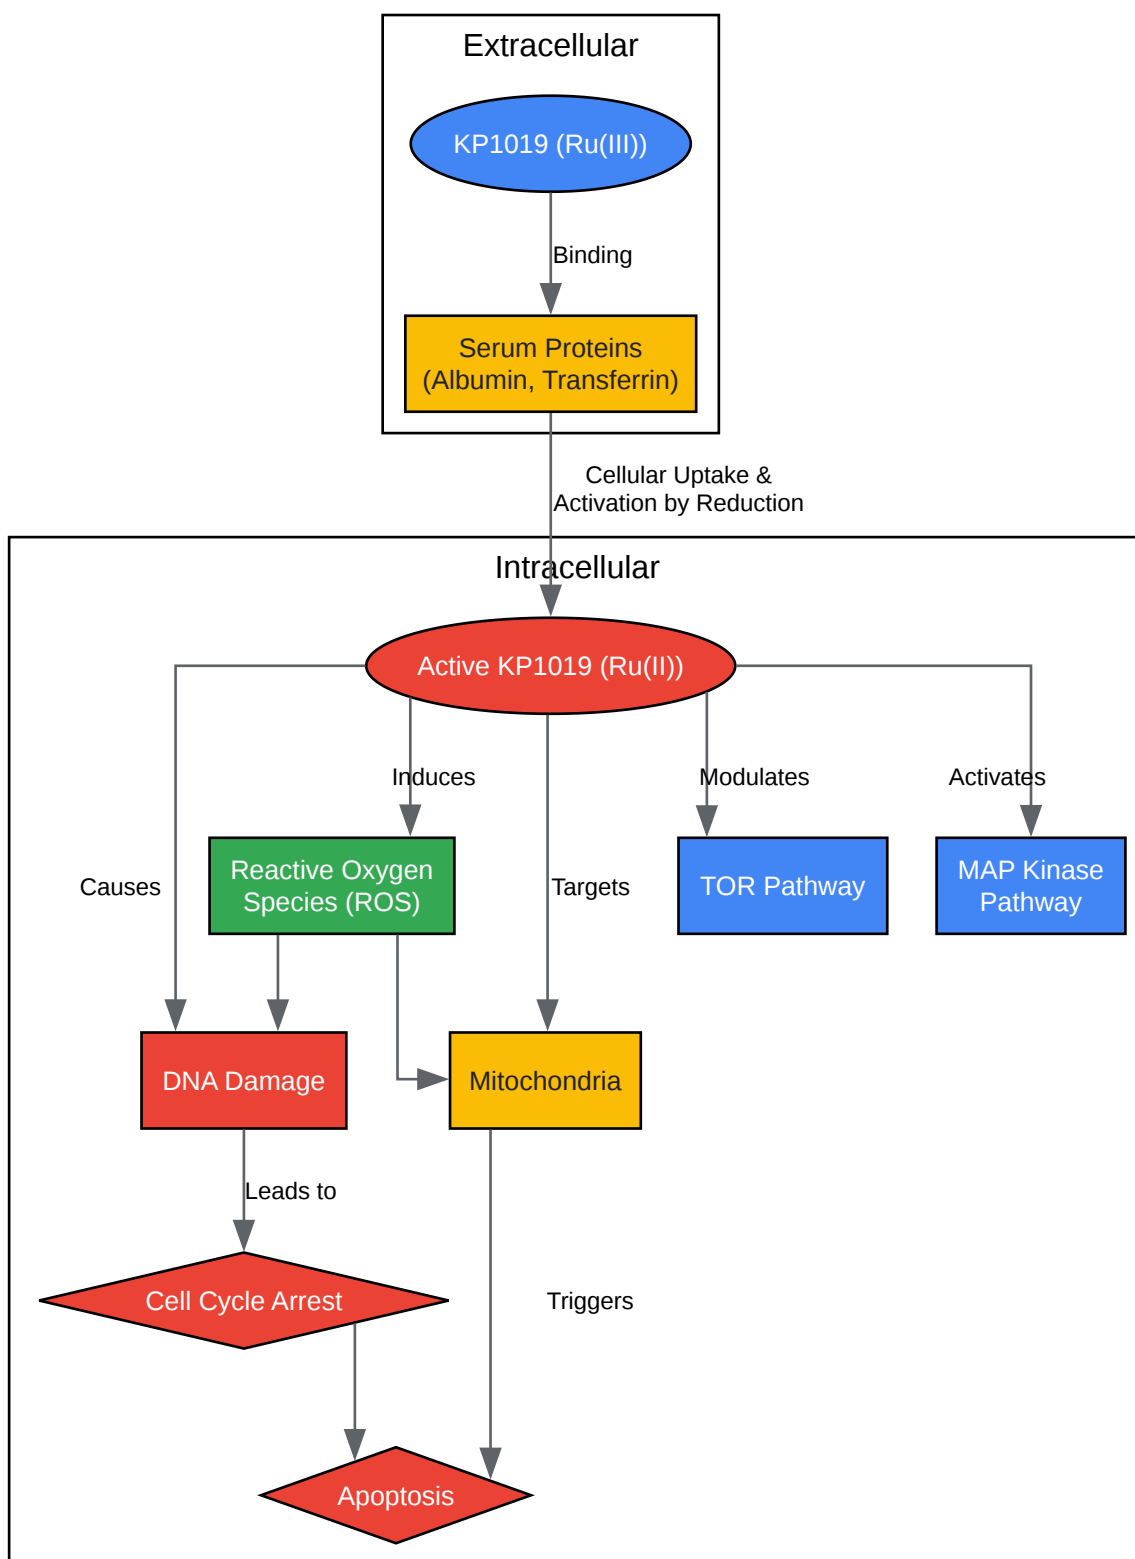 Extracellular
KP1019 (Ru(III))
Binding
Serum Proteins
(Albumin, Transferrin)
Cellular Uptake &
Activation by Reduction
Intracellular
Active KP1019 (Ru(II))
Induces
Modulates
Activates
Causes
Reactive Oxygen
Species (ROS)
Targets
TOR Pathway
MAP Kinase
Pathway
DNA Damage
Mitochondria
Leads to
Cell Cycle Arrest
Triggers
Apoptosis